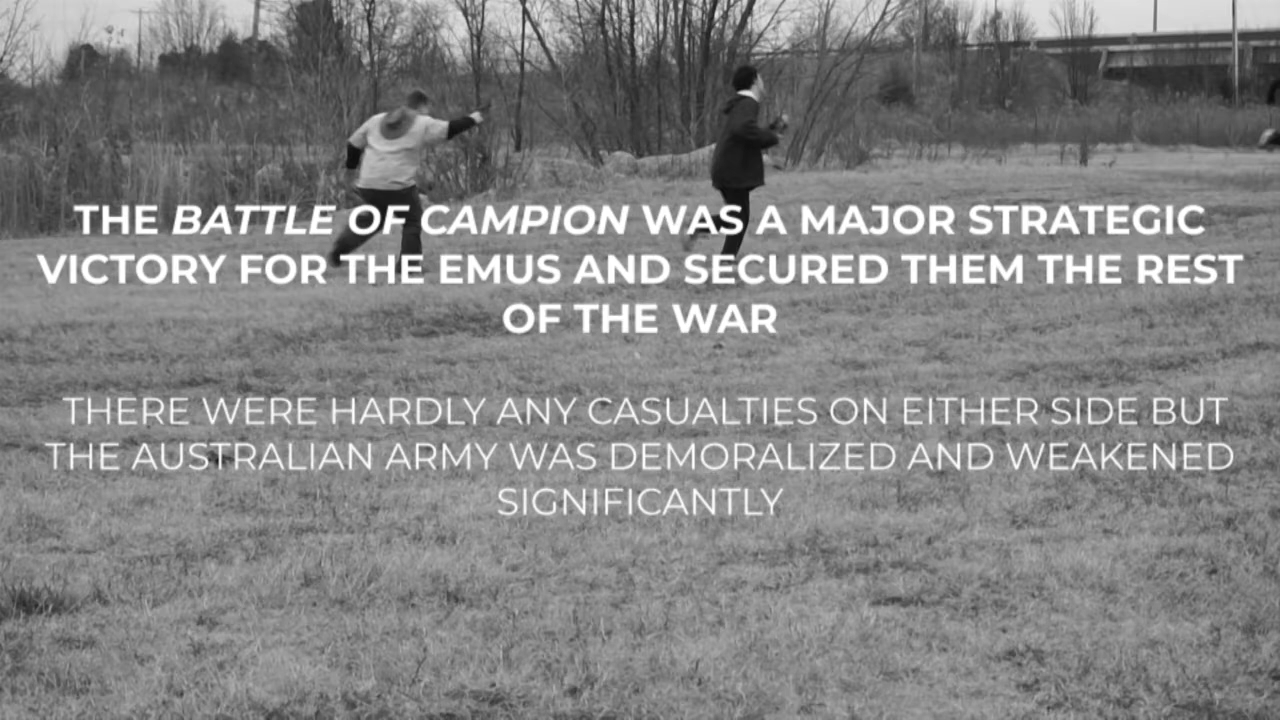 THE BATTLE OF CAMPION WAS A MAJOR STRATEGIC
VICTORY FOR THE EMUS AND SECURED THEM THE REST
OF THE WAR
THERE WERE HARDLY ANY CASUALTIES ON EITHER SIDE BUT
THE AUSTRALIAN ARMY WAS DEMORALIZED AND WEAKENED
SIGNIFICANTLY